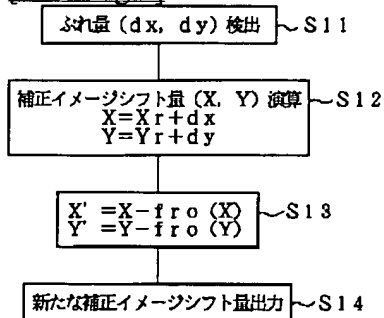 ぶれ量 (dx, dy) 検出 ~S11
補正イメージシフト量 (X, Y) 演算 ~S12
X=Xr+dx
Y=Yr+dy
X' =X-fro (X) ~S13
Y' =Y-fro (Y)
新たな補正イメージシフト量出力 ~S14